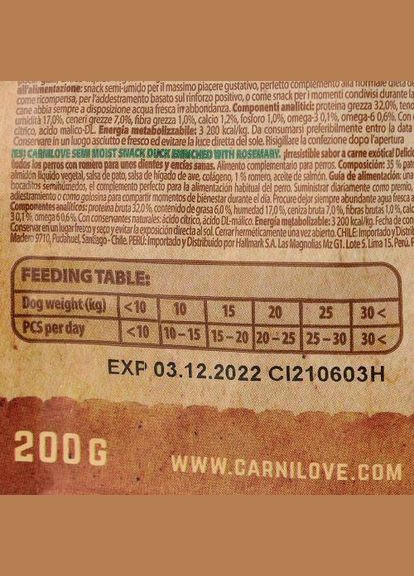 all'alimentazione: snack semi-umido per il massimo piacere gustativo, perfetto complemento alla normale dieta
come ricompensa, per l'addestramento basato sul rinforzo positivo, o come snack per i momenti condivisi durante la
cane abbia sempre a disposizione acqua fresca in abbondanza. Componenti analitici: proteina grezza 32,0%,
umidità 17,0%, ceneri grezze 7,0%, fibra grezza 1,0%, calcio 1,2%, fosforo 1,0%, omega-3 0,1%, omega-6 0,6%. Con
citrico, acido malico-DL. Energia metabolizzabile: 3 200 kcal/kg. Da consumarsi preferibilmente entro la data
Conservare in un luogo asciutto e fresco ed evitare la luce diretta del sole. Risigillare la confezione dopo l'apertura
(ES) CARNILOVE SEMI MOIST SNACK DUCK ENRICHED WITH ROSEMARY. ¡Irresistible sabor a carne exótica!
todos los perros con romero para unos dientes y encías sanas. Alimento complementario para perros. Composición: 35 %
almidón líquido vegetal, salsa de pato, salsa de hígado de ave, colágeno, 1 % romero, aceite de salmón. Guía de alimentación:
bocaditos semihúmedos, el complemento perfecto para la alimentación habitual del perro. Suministrar diariamente como premio,
adiestramiento o como golosina para compartir momentos de bienestar durante el día. Procure dejar siempre abundante agua fresca
Componentes analíticos: proteína bruta 32,0%, contenido de grasa 6,0 %, humedad 17,0%, ceniza bruta 7,0 %, fibras brutas 1,0%,
3 0,1%, omega 6 0,6%. Con conservantes naturales: ácido cítrico, ácido DL-málico. Energía metabolizable: 3 200 kcal/kg. Fecha de
Conservar en un lugar fresco y seco y evitar la exposición directa al sol. Cerrar herméticamente una vez abierto. CHILE: Importado y Distribuido
Madero 9710, Pudahuel, Santiago - Chile. PERÚ: Importado y Distribuido por Hallmark S.A. Las Magnolias Mz G1. Lote 5. Lima 15. Perú.
FEEDING TABLE:
Dog weight (kg) <10 10 15 20 25 30 <
PCS per day <10 10–15 15–20 20–25 25–30 30 <
EXP 03.12.2022 CI210603H
200 G
WWW.CARNILOVE.COM